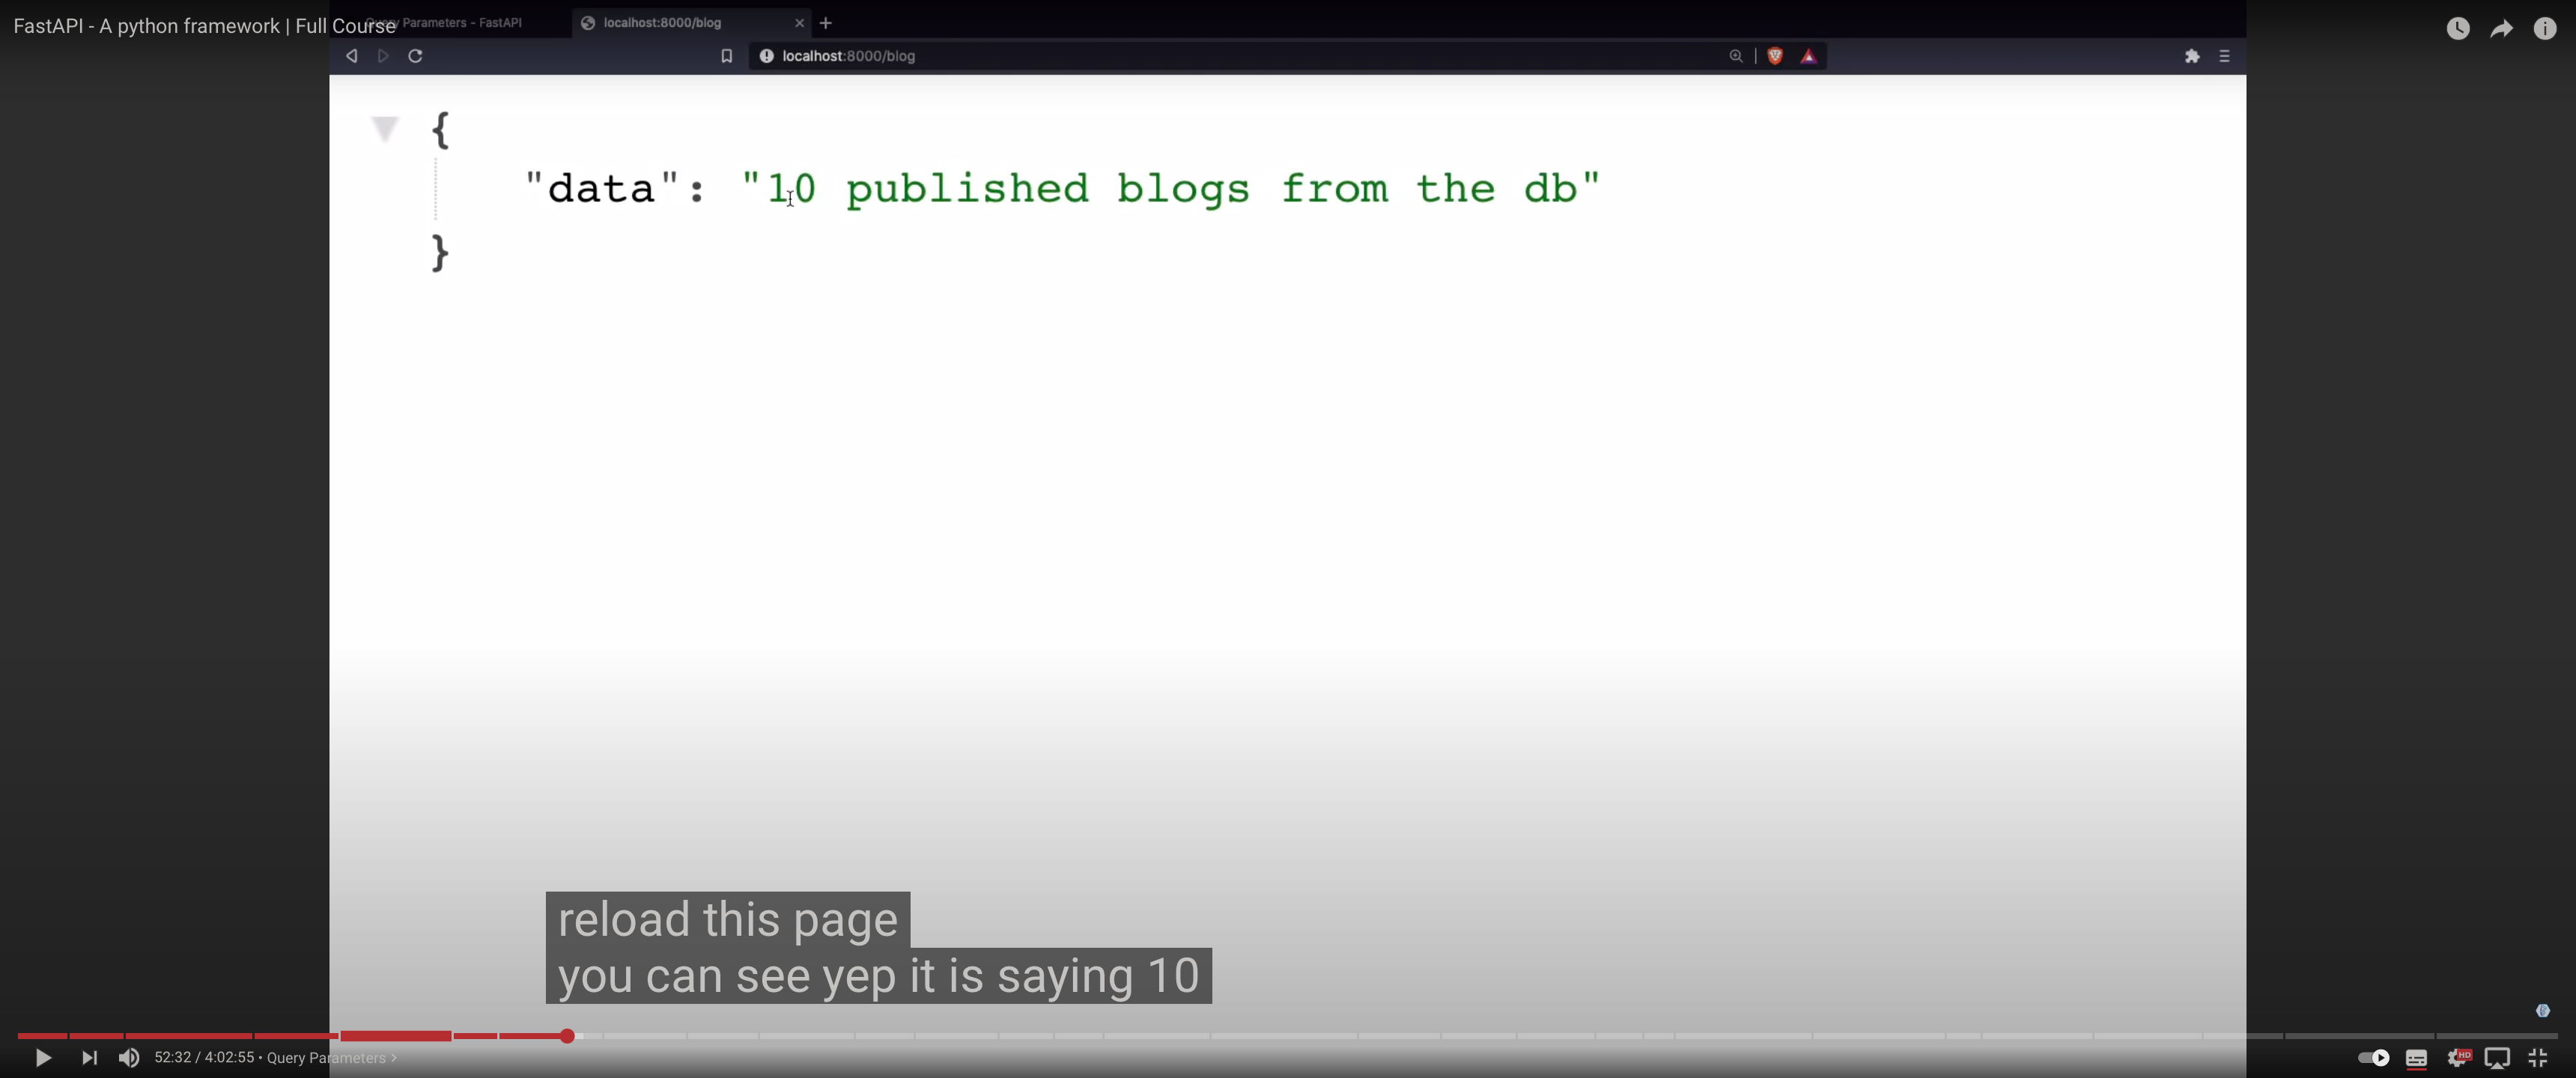 FastAPI - A python framework | Full Course
Query Parameters - FastAPI
localhost:8000/blog
localhost:8000/blog
{
"data": "10 published blogs from the db"
}
reload this page
you can see yep it is saying 10
52:32 / 4:02:55 • Query Parameters
HD